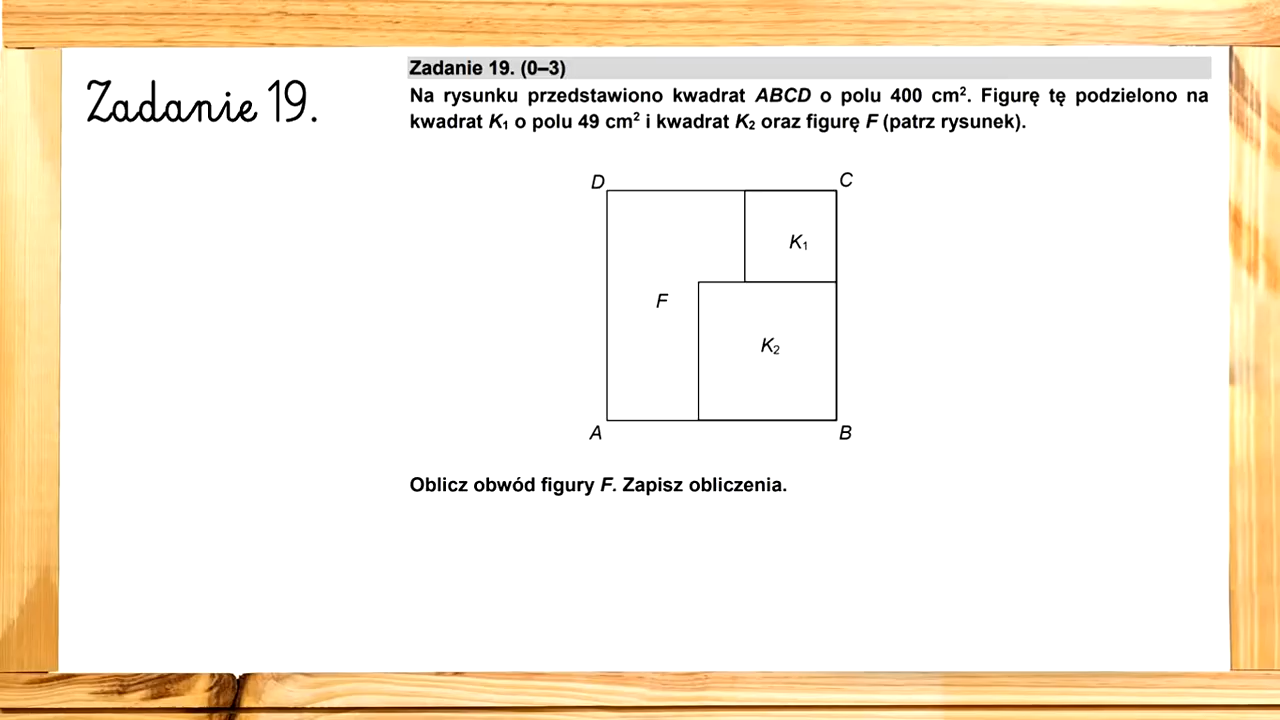 Zadanie 19.
Zadanie 19. (0–3)
Na rysunku przedstawiono kwadrat ABCD o polu 400 cm². Figurę tę podzielono na
kwadrat K₁ o polu 49 cm² i kwadrat K₂ oraz figurę F (patrz rysunek).
D
C
K₁
F
K₂
A
B
Oblicz obwód figury F. Zapisz obliczenia.